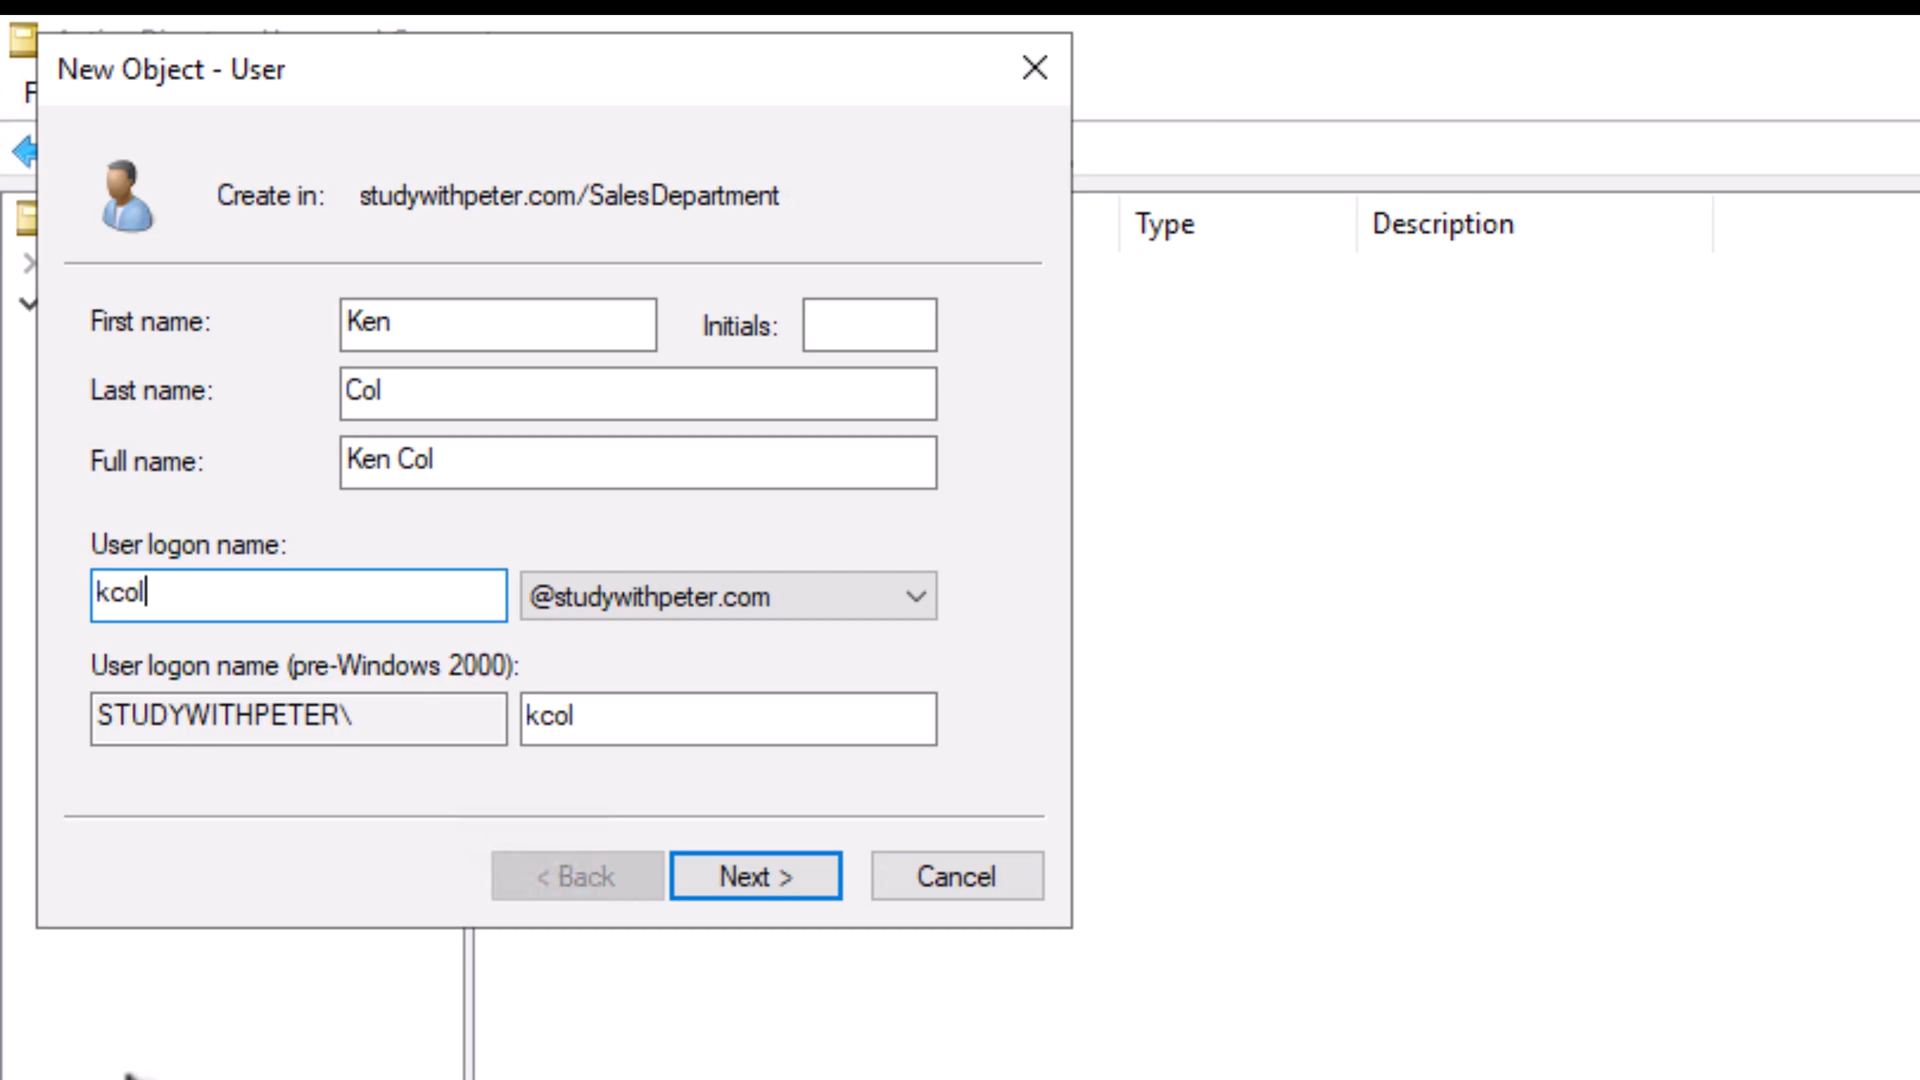 New Object - User
F
Create in: studywithpeter.com/SalesDepartment
Type Description
First name: Ken Initials:
Last name: Col
Full name: Ken Col
User logon name:
kcol @studywithpeter.com
User logon name (pre-Windows 2000):
STUDYWITHPETER\ kcol
< Back Next > Cancel